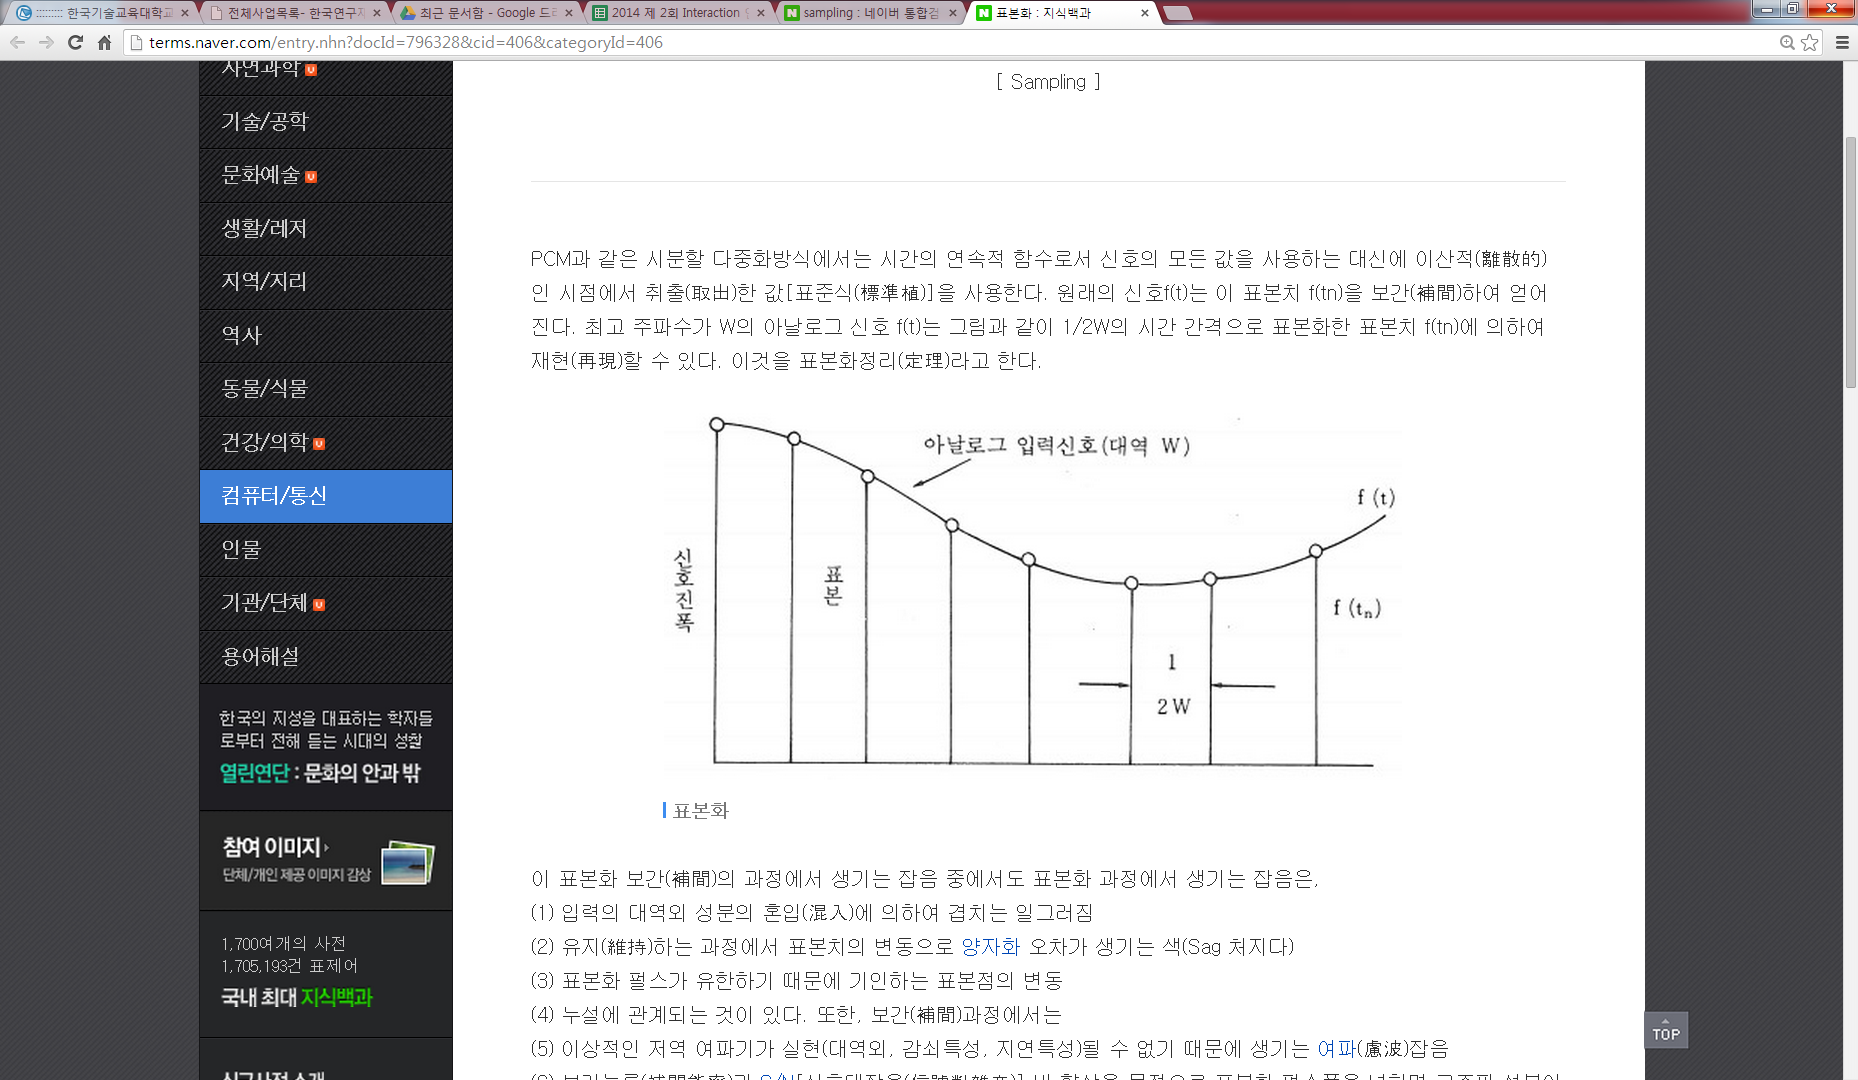 한국기술교육대학교
전체사업목록- 한국연구재
최근 문서함 - Google 드라
2014 제 2회 Interaction
sampling : 네이버 통합검
표본화 : 지식백과
terms.naver.com/entry.nhn?docId=796328&cid=406&categoryId=406
자연과학
기술/공학
문화예술
생활/레저
지역/지리
역사
동물/식물
건강/의학
컴퓨터/통신
인물
기관/단체
용어해설
한국의 지성을 대표하는 학자들
로부터 전해 듣는 시대의 성찰
열린연단 : 문화의 안과 밖
참여 이미지
단체/개인 제공 이미지 감상
1,700여개의 사전
1,705,193건 표제어
국내 최대 지식백과
신규사전 소개
[ Sampling ]
PCM과 같은 시분할 다중화방식에서는 시간의 연속적 함수로서 신호의 모든 값을 사용하는 대신에 이산적(離散的)
인 시점에서 취출(取出)한 값[표준식(標準植)]을 사용한다. 원래의 신호f(t)는 이 표본치 f(tn)을 보간(補間)하여 얻어
진다. 최고 주파수가 W의 아날로그 신호 f(t)는 그림과 같이 1/2W의 시간 간격으로 표본화한 표본치 f(tn)에 의하여
재현(再現)할 수 있다. 이것을 표본화정리(定理)라고 한다.
아날로그 입력신호(대역 W)
f (t)
신호진폭
표본
f (tn)
1
2W
표본화
이 표본화 보간(補間)의 과정에서 생기는 잡음 중에서도 표본화 과정에서 생기는 잡음은,
(1) 입력의 대역외 성분의 혼입(混入)에 의하여 겹치는 일그러짐
(2) 유지(維持)하는 과정에서 표본치의 변동으로 양자화 오차가 생기는 색(Sag 처지다)
(3) 표본화 펄스가 유한하기 때문에 기인하는 표본점의 변동
(4) 누설에 관계되는 것이 있다. 또한, 보간(補間)과정에서는
(5) 이상적인 저역 여파기가 실현(대역외, 감쇠특성, 지연특성)될 수 없기 때문에 생기는 여파(慮波)잡음
TOP